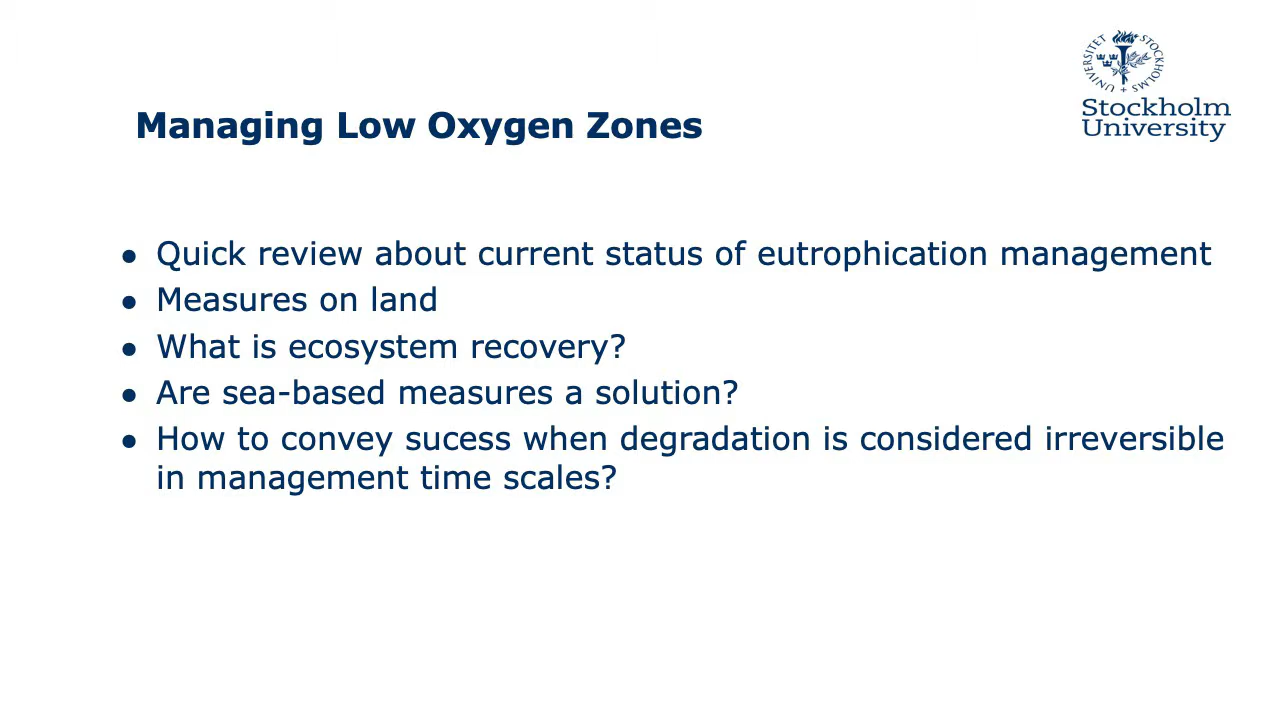 STOCKHOLMS UNIVERSITET
Stockholm
University
Managing Low Oxygen Zones
● Quick review about current status of eutrophication management
● Measures on land
● What is ecosystem recovery?
● Are sea-based measures a solution?
● How to convey sucess when degradation is considered irreversible
in management time scales?